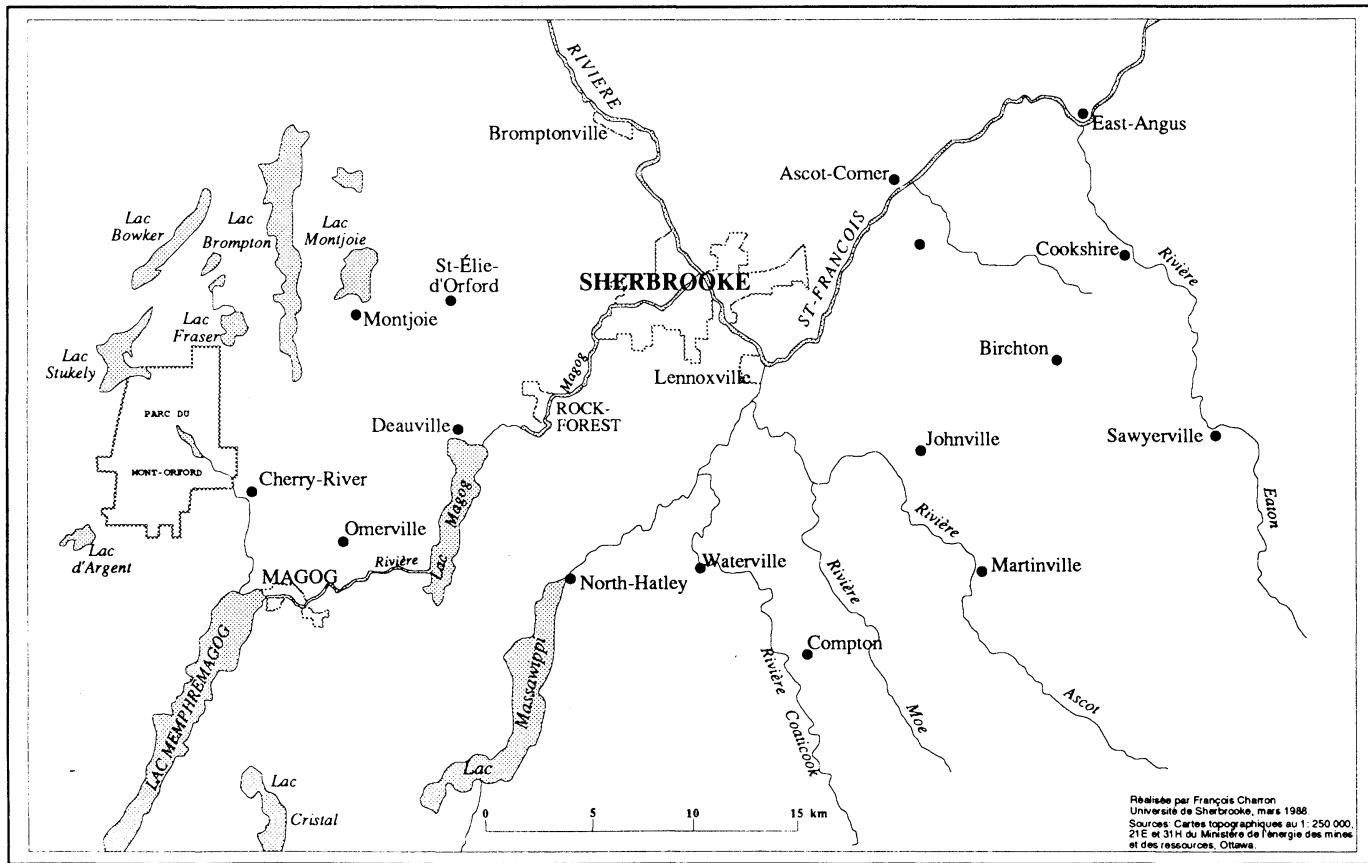 RIVIERE
Bromptonville
East-Angus
Ascot-Corner
Lac
Bowker
Lac
Brompton
Lac
Montjoie
St-Élie-
d'Orford
SHERBROOKE
ST-FRANCOIS
Cookshire
Rivière
Montjoie
Lac
Fraser
Lac
Stukely
Magog
Lennoxville
Birchton
PARC DU
MONT-ORFORD
Deauville
ROCK-
FOREST
Johnville
Sawyerville
Cherry-River
Lac Magog
Rivière
Eaton
Omerville
Lac
d'Argent
MAGOG
Rivière
North-Hatley
Waterville
Rivière
Martinville
LAC MEMPHRÉMAGOG
Lac Massawippi
Compton
Rivière Coaticook
Moe
Ascot
Lac
Cristal
0 5 10 15 km
Réalisée par François Charron
Université de Sherbrooke, mars 1988.
Sources: Cartes topographiques au 1: 250 000,
21E et 31H du Ministère de l'énergie des mines
et des ressources, Ottawa.